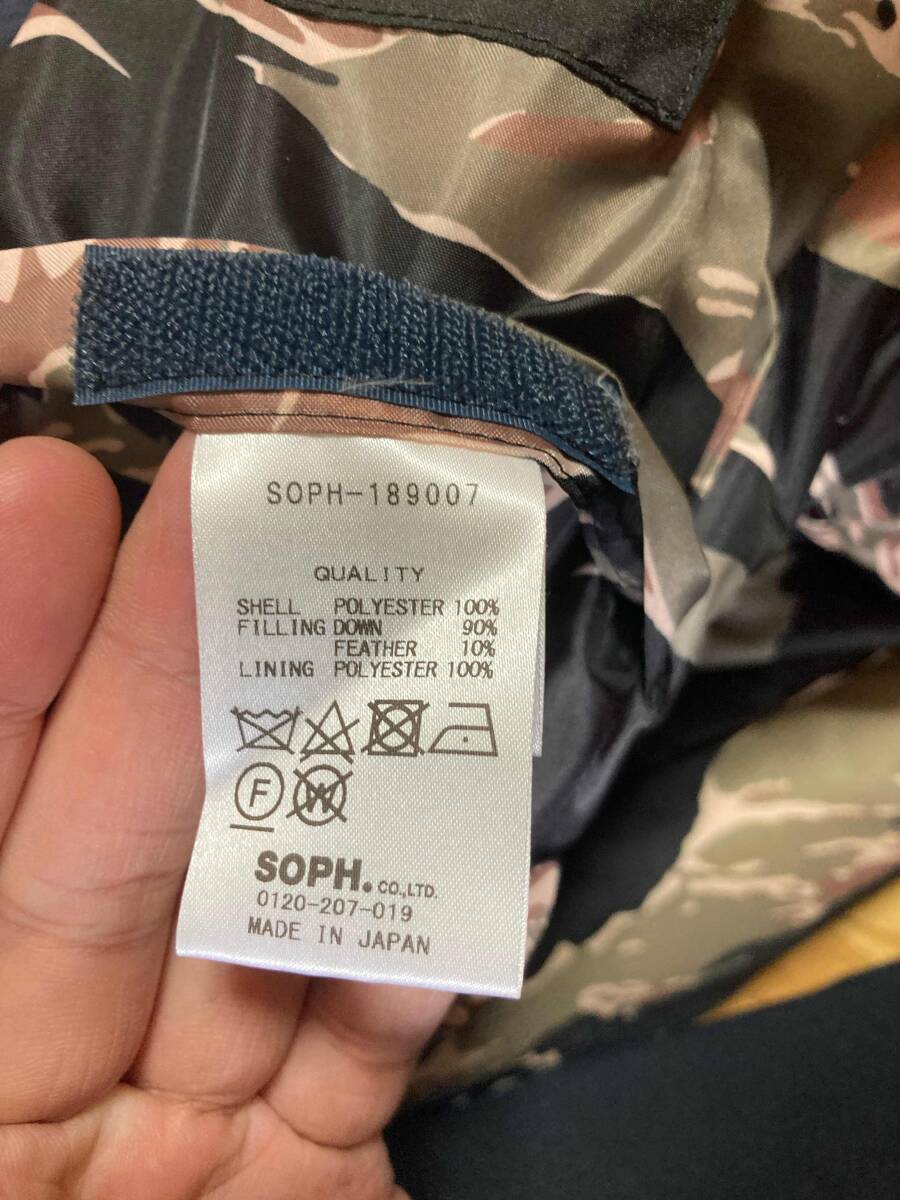 SOPH-189007
QUALITY
SHELL POLYESTER 100%
FILLING DOWN 90%
FEATHER 10%
LINING POLYESTER 100%
F W
SOPH. CO.,LTD.
0120-207-019
MADE IN JAPAN